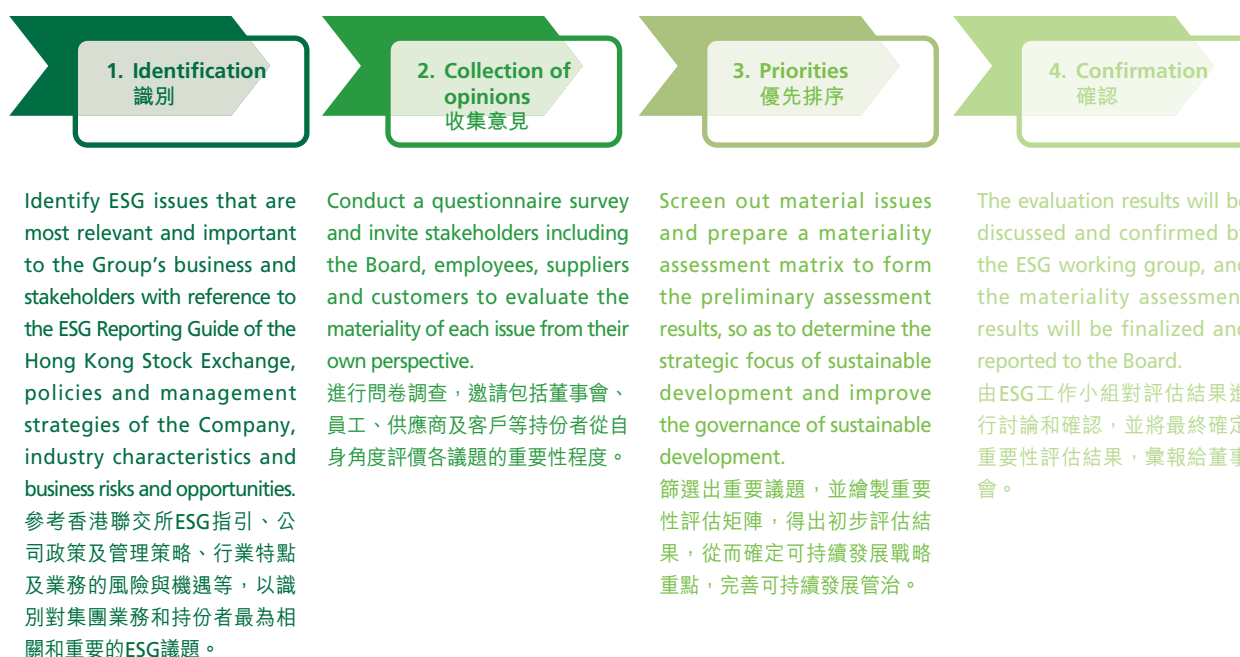 1. Identification
識別
Identify ESG issues that are
most relevant and important
to the Group's business and
stakeholders with reference to
the ESG Reporting Guide of the
Hong Kong Stock Exchange,
policies and management
strategies of the Company,
industry characteristics and
business risks and opportunities.
參考香港聯交所ESG指引、公
司政策及管理策略、行業特點
及業務的風險與機遇等，以識
別對集團業務和持份者最為相
關和重要的ESG議題。
2. Collection of
opinions
收集意見
Conduct a questionnaire survey
and invite stakeholders including
the Board, employees, suppliers
and customers to evaluate the
materiality of each issue from their
own perspective.
進行問卷調查，邀請包括董事會、
員工、供應商及客戶等持份者從自
身角度評價各議題的重要性程度。
3. Priorities
優先排序
Screen out material issues
and prepare a materiality
assessment matrix to form
the preliminary assessment
results, so as to determine the
strategic focus of sustainable
development and improve
the governance of sustainable
development.
篩選出重要議題，並繪製重要
性評估矩陣，得出初步評估結
果，從而確定可持續發展戰略
重點，完善可持續發展管治。
4. Confirmation
確認
The evaluation results will be
discussed and confirmed by
the ESG working group, and
the materiality assessmen
results will be finalized and
reported to the Board.
由ESG工作小組對評估結果進
行討論和確認，並將最終確定
重要性評估結果，彙報給董事
會。